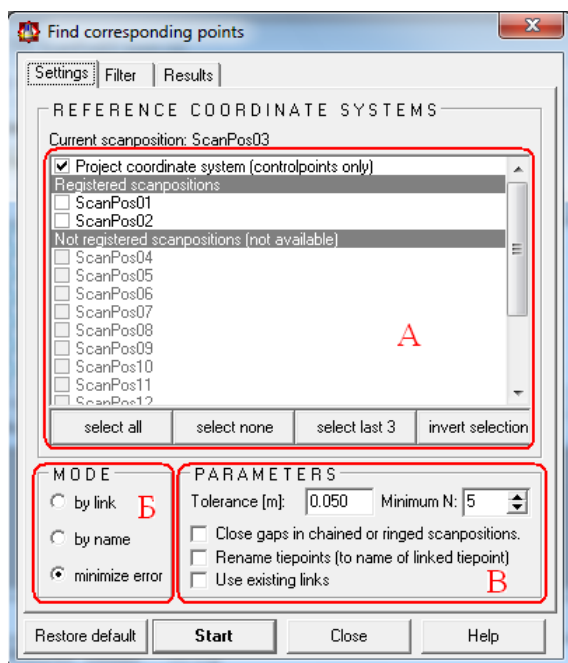 Find corresponding points
Settings Filter Results
REFERENCE COORDINATE SYSTEMS
Current scanposition: ScanPos03
Project coordinate system (controlpoints only)
Registered scanpositions
ScanPos01
ScanPos02
Not registered scanpositions (not available)
ScanPos04
ScanPos05
ScanPos06
ScanPos07
ScanPos08
ScanPos09
ScanPos10
ScanPos11
ScanPos12
А
select all select none select last 3 invert selection
MODE
by link
by name
minimize error
Б
PARAMETERS
Tolerance [m]: 0.050 Minimum N: 5
Close gaps in chained or ringed scanpositions.
Rename tiepoints (to name of linked tiepoint)
Use existing links
В
Restore default Start Close Help